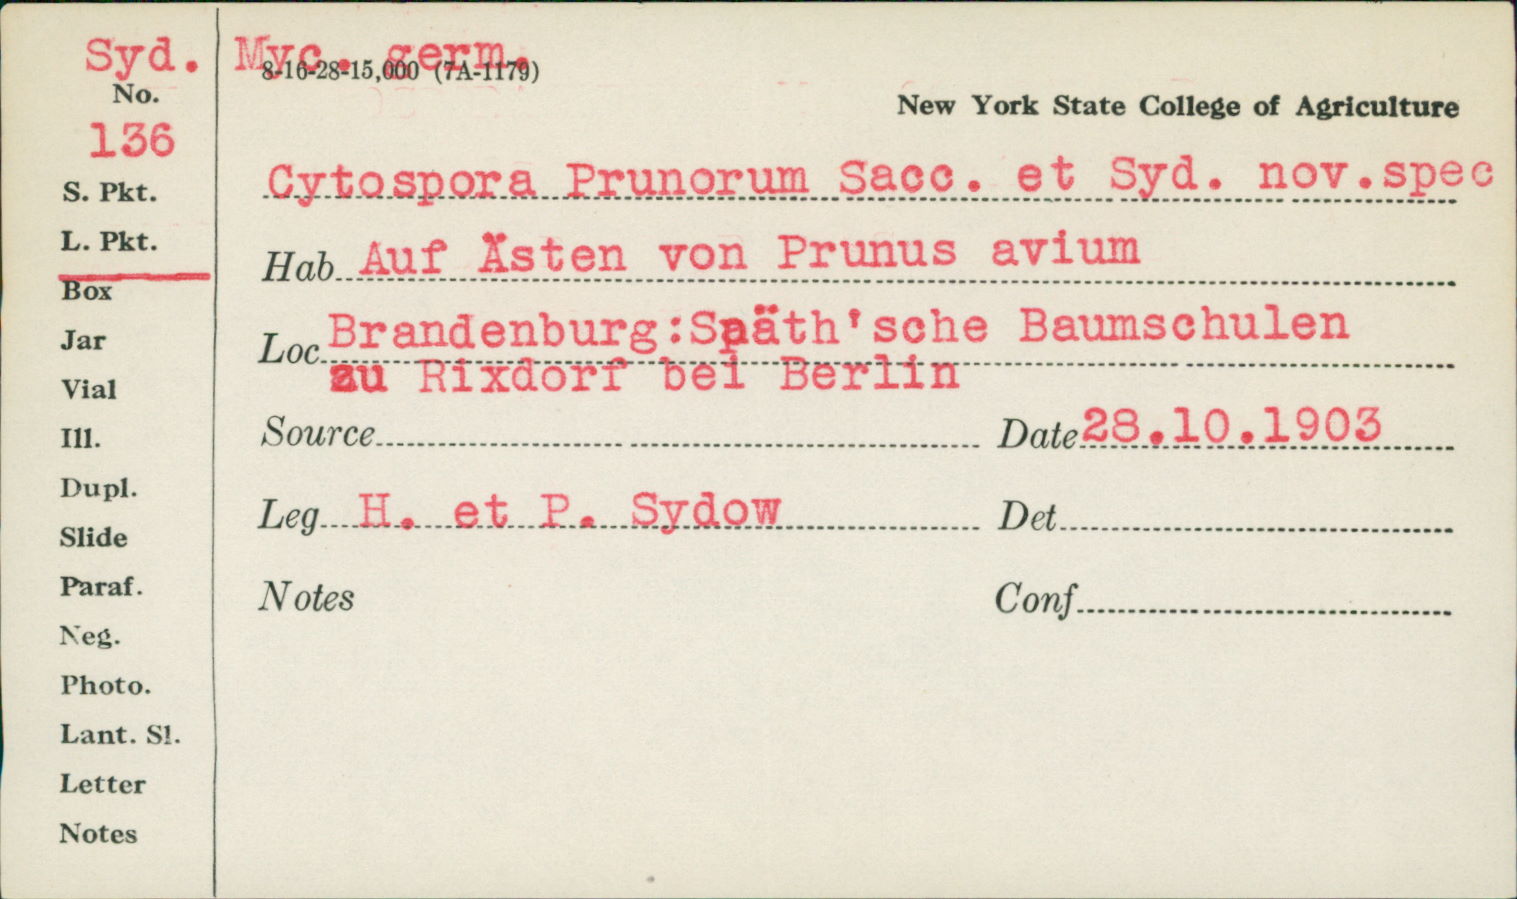 Syd. Myc. germ.
8-16-28-15,000 (7A-1179)
No.
136
New York State College of Agriculture
Cytospora Prunorum Sacc. et Syd. nov.spec
S. Pkt.
L. Pkt.
Hab. Auf Ästen von Prunus avium
Box
Jar
Loc. Brandenburg:Späth'sche Baumschulen
zu Rixdorf bei Berlin
Vial
Ill.
Source Date 28.10.1903
Dupl.
Leg. H. et P. Sydow Det.
Slide
Paraf.
Notes Conf.
Neg.
Photo.
Lant. Sl.
Letter
Notes